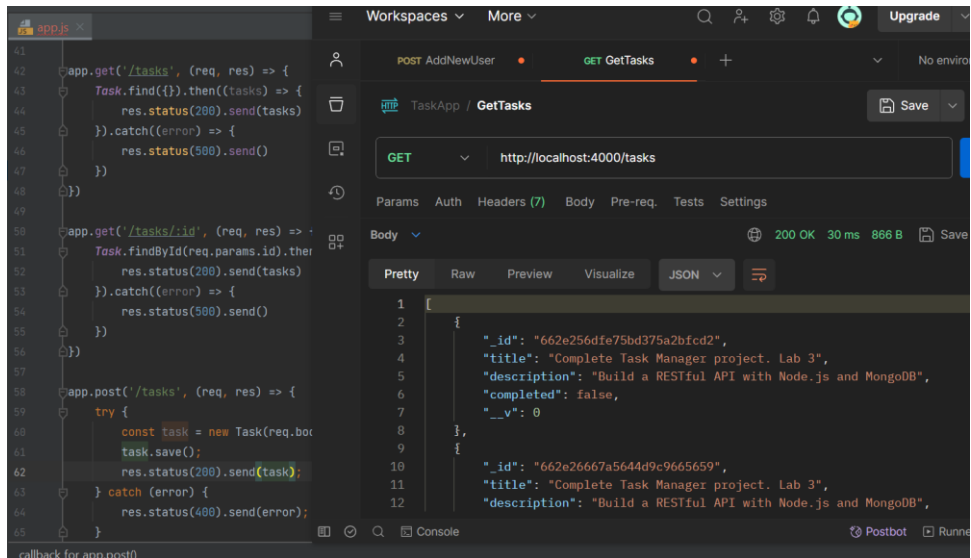 app.js
41
42 app.get('/tasks', (req, res) => {
43 Task.find({}).then((tasks) => {
44 res.status(200).send(tasks)
45 }).catch((error) => {
46 res.status(500).send()
47 })
48 })
49
50 app.get('/tasks/:id', (req, res) =>
51 Task.findById(req.params.id).then
52 res.status(200).send(tasks)
53 }).catch((error) => {
54 res.status(500).send()
55 })
56 })
57
58 app.post('/tasks', (req, res) => {
59 try {
60 const task = new Task(req.bod
61 task.save();
62 res.status(200).send(task);
63 } catch (error) {
64 res.status(400).send(error);
65 }
callback for app.post()
Workspaces More Upgrade
POST AddNewUser GET GetTasks No enviro
HTTP TaskApp / GetTasks Save
GET http://localhost:4000/tasks
Params Auth Headers (7) Body Pre-req. Tests Settings
Body 200 OK 30 ms 866 B Save
Pretty Raw Preview Visualize JSON
1 [
2 {
3 "_id": "662e256dfe75bd375a2bfcd2",
4 "title": "Complete Task Manager project. Lab 3",
5 "description": "Build a RESTful API with Node.js and MongoDB",
6 "completed": false,
7 "__v": 0
8 },
9 {
10 "_id": "662e26667a5644d9c9665659",
11 "title": "Complete Task Manager project. Lab 3",
12 "description": "Build a RESTful API with Node.js and MongoDB",
Console Postbot Runne